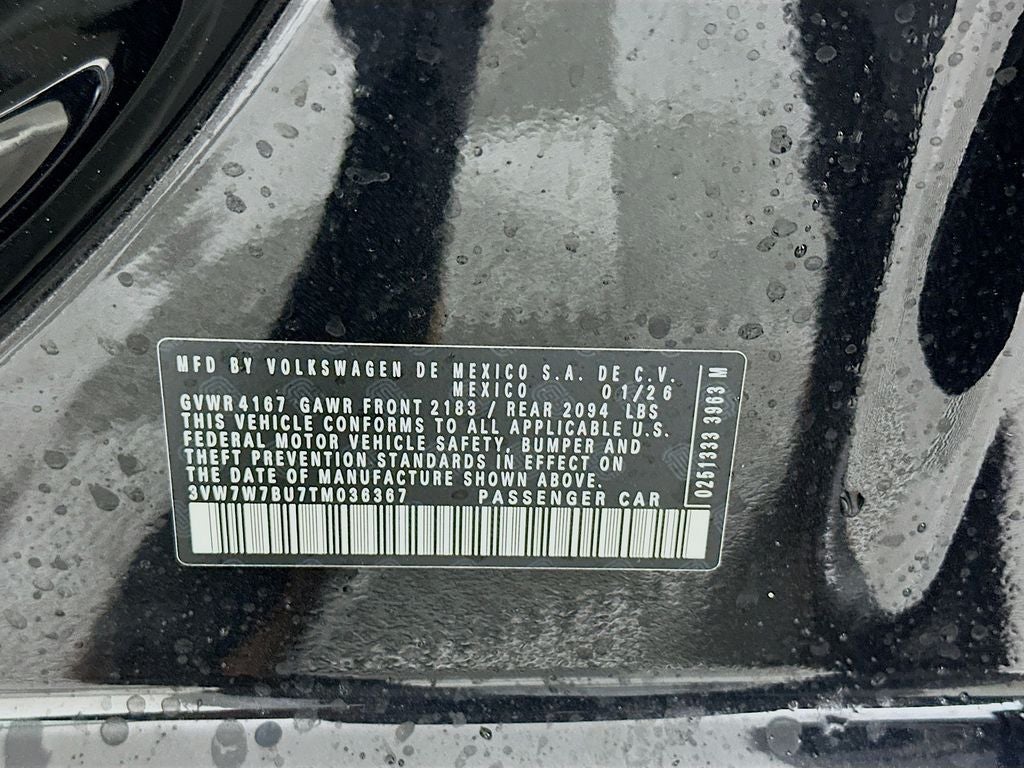 MFD BY VOLKSWAGEN DE MEXICO S.A. DE C.V.
MEXICO 01/26
GVWR 4167 GAWR FRONT 2183 / REAR 2094 LBS
THIS VEHICLE CONFORMS TO ALL APPLICABLE U.S.
FEDERAL MOTOR VEHICLE SAFETY, BUMPER AND
THEFT PREVENTION STANDARDS IN EFFECT ON
THE DATE OF MANUFACTURE SHOWN ABOVE.
3VW7W7BU7TM036367 PASSENGER CAR
0251333 3963 M